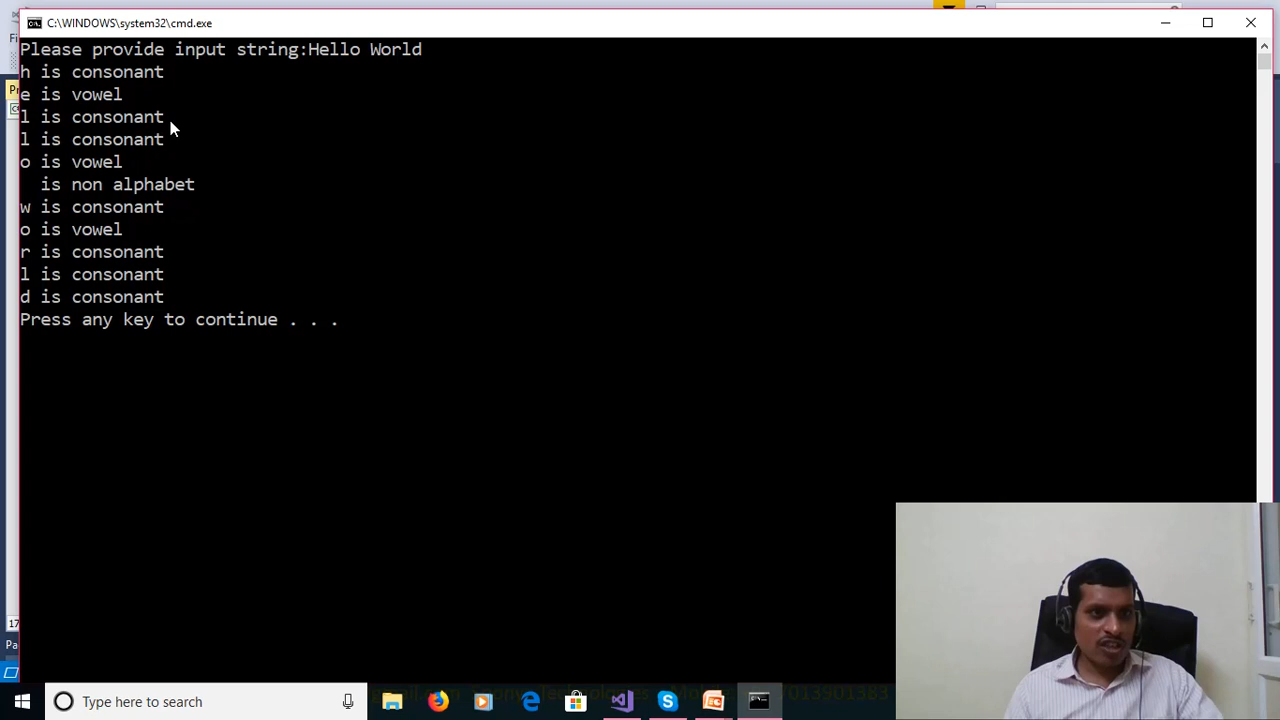 C:\WINDOWS\system32\cmd.exe
Please provide input string:Hello World
h is consonant
e is vowel
l is consonant
l is consonant
o is vowel
  is non alphabet
w is consonant
o is vowel
r is consonant
l is consonant
d is consonant
Press any key to continue . . .
17
Pa
Type here to search